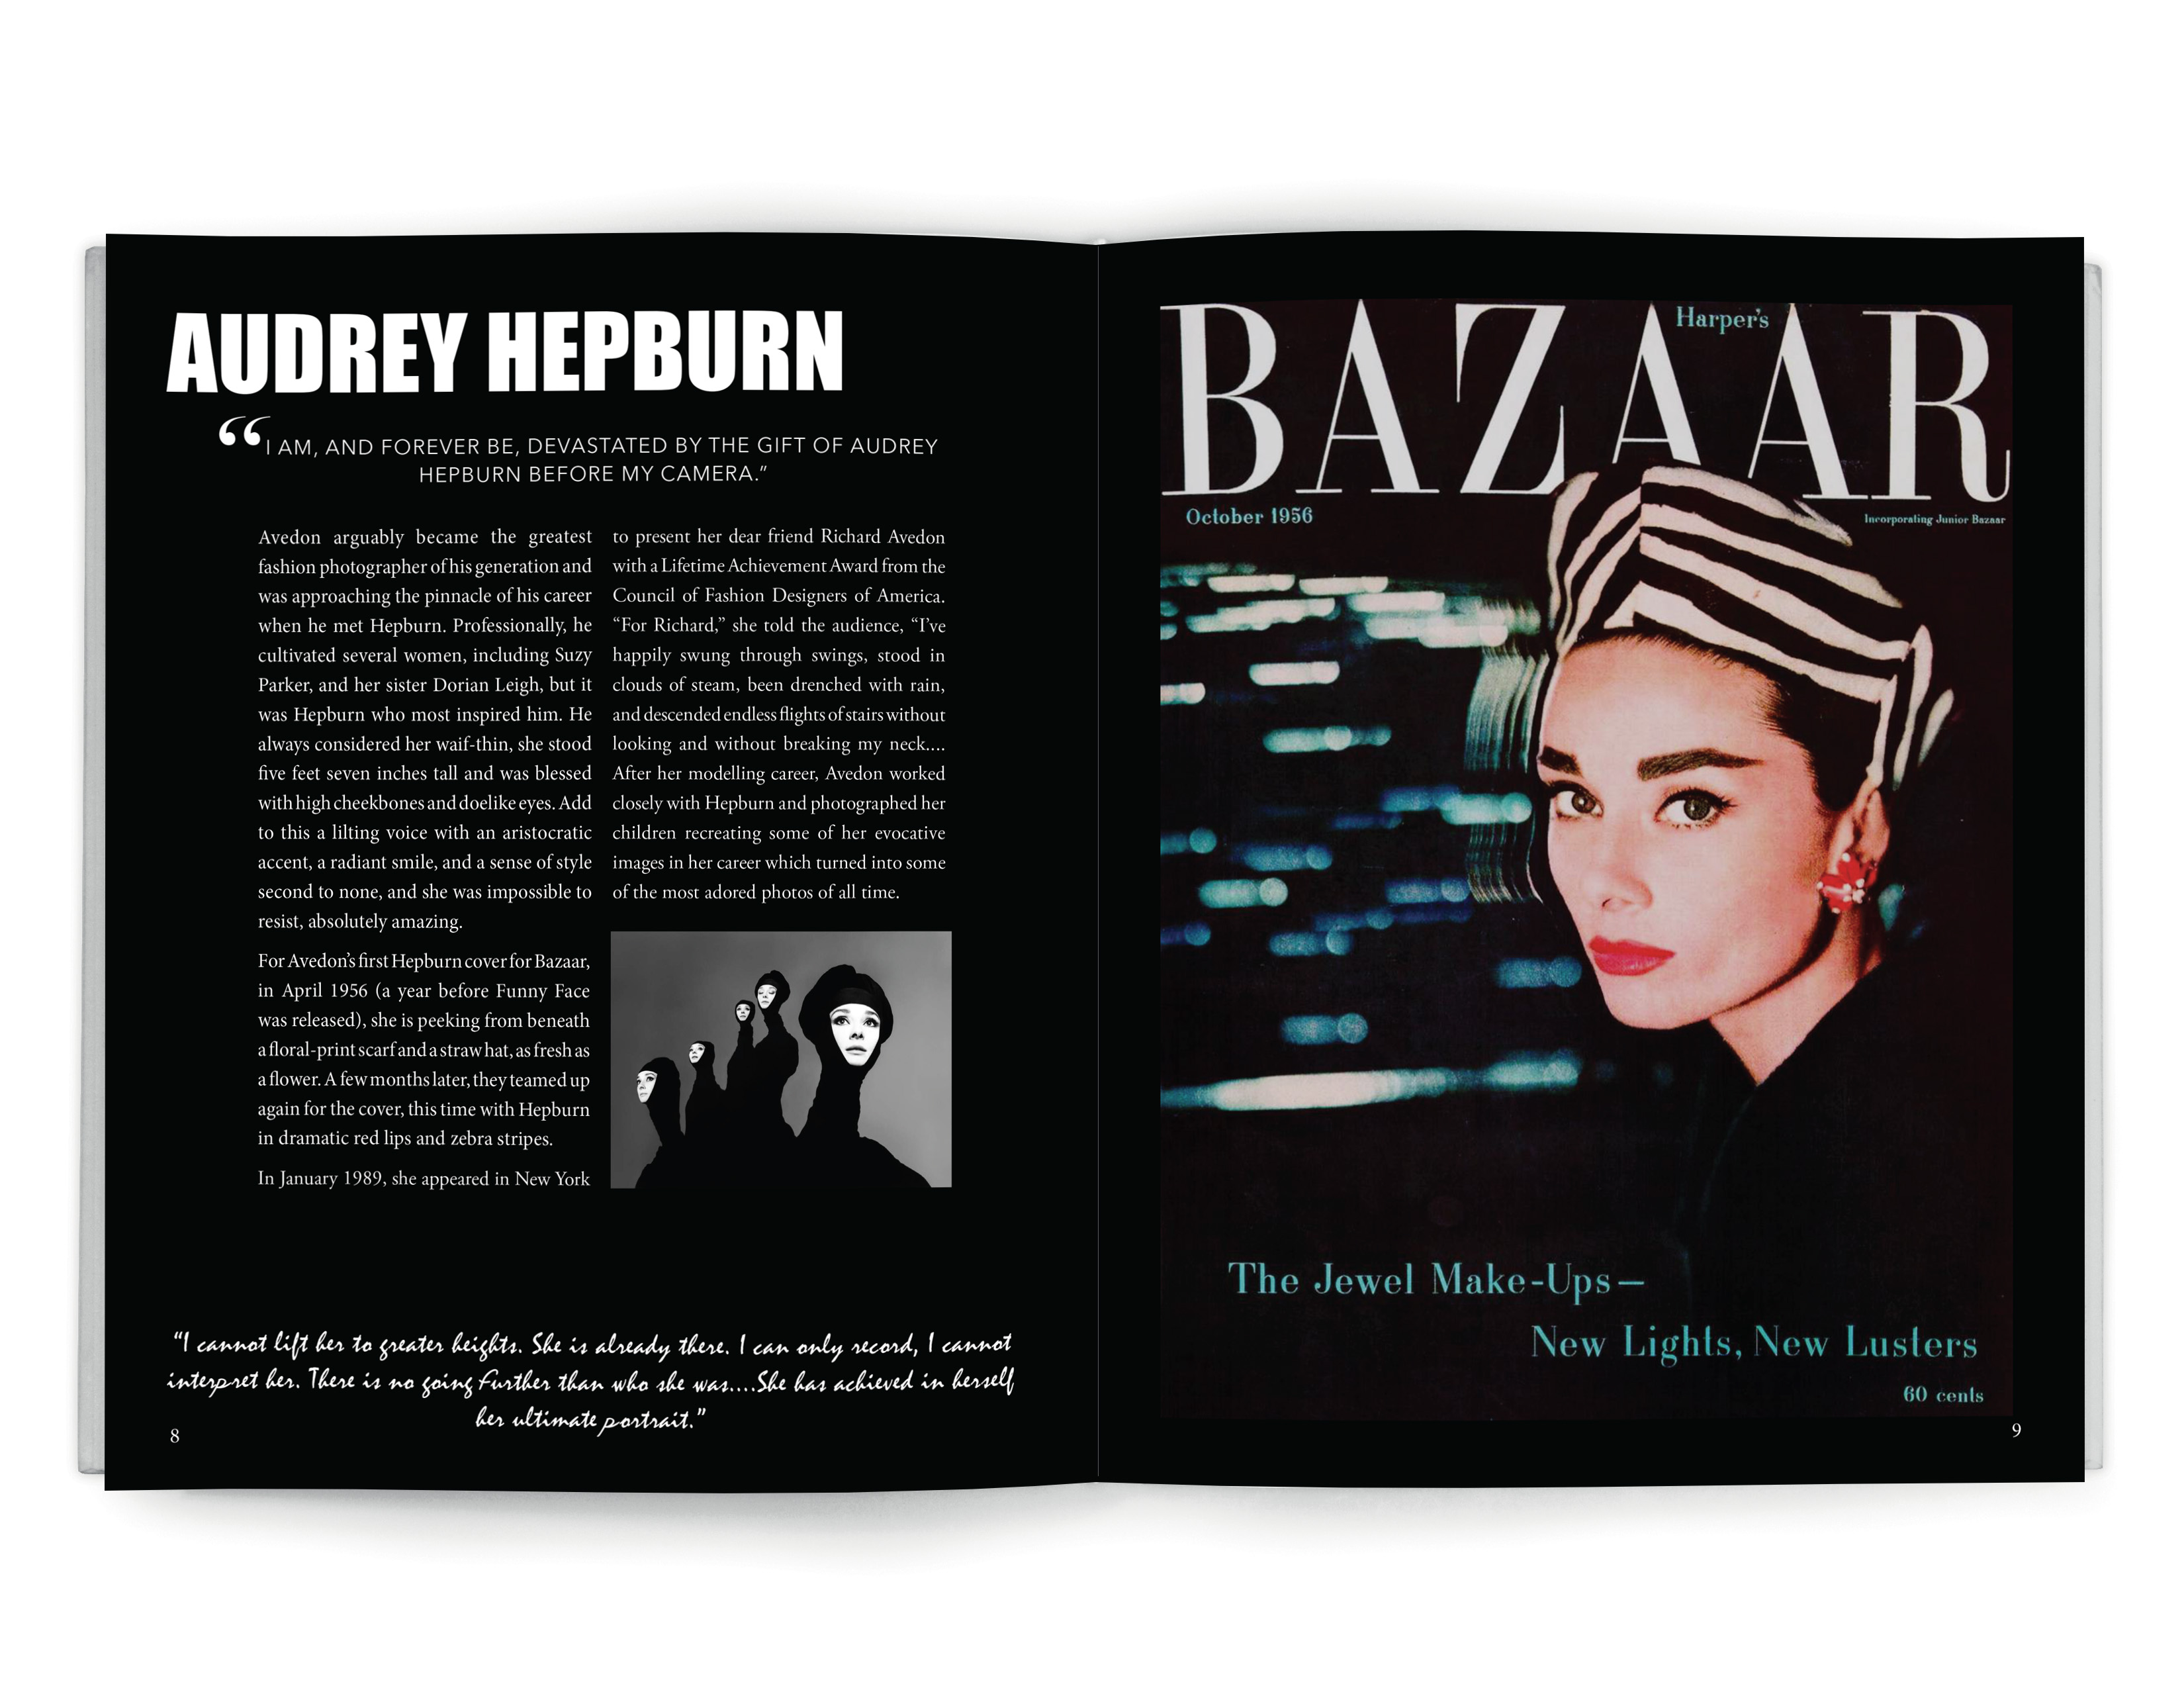 AUDREY HEPBURN
“I AM, AND FOREVER BE, DEVASTATED BY THE GIFT OF AUDREY
HEPBURN BEFORE MY CAMERA.”
Avedon arguably became the greatest
fashion photographer of his generation and
was approaching the pinnacle of his career
when he met Hepburn. Professionally, he
cultivated several women, including Suzy
Parker, and her sister Dorian Leigh, but it
was Hepburn who most inspired him. He
always considered her waif-thin, she stood
five feet seven inches tall and was blessed
with high cheekbones and doelike eyes. Add
to this a lilting voice with an aristocratic
accent, a radiant smile, and a sense of style
second to none, and she was impossible to
resist, absolutely amazing.
For Avedon’s first Hepburn cover for Bazaar,
in April 1956 (a year before Funny Face
was released), she is peeking from beneath
a floral-print scarf and a straw hat, as fresh as
a flower. A few months later, they teamed up
again for the cover, this time with Hepburn
in dramatic red lips and zebra stripes.
In January 1989, she appeared in New York
to present her dear friend Richard Avedon
with a Lifetime Achievement Award from the
Council of Fashion Designers of America.
“For Richard,” she told the audience, “I’ve
happily swung through swings, stood in
clouds of steam, been drenched with rain,
and descended endless flights of stairs without
looking and without breaking my neck....
After her modelling career, Avedon worked
closely with Hepburn and photographed her
children recreating some of her evocative
images in her career which turned into some
of the most adored photos of all time.
“I cannot lift her to greater heights. She is already there. I can only record, I cannot
interpret her. There is no going further than who she was....She has achieved in herself
her ultimate portrait.”
8
Harper's
BAZAAR
October 1956
Incorporating Junior Bazaar
The Jewel Make-Ups—
New Lights, New Lusters
60 cents
9